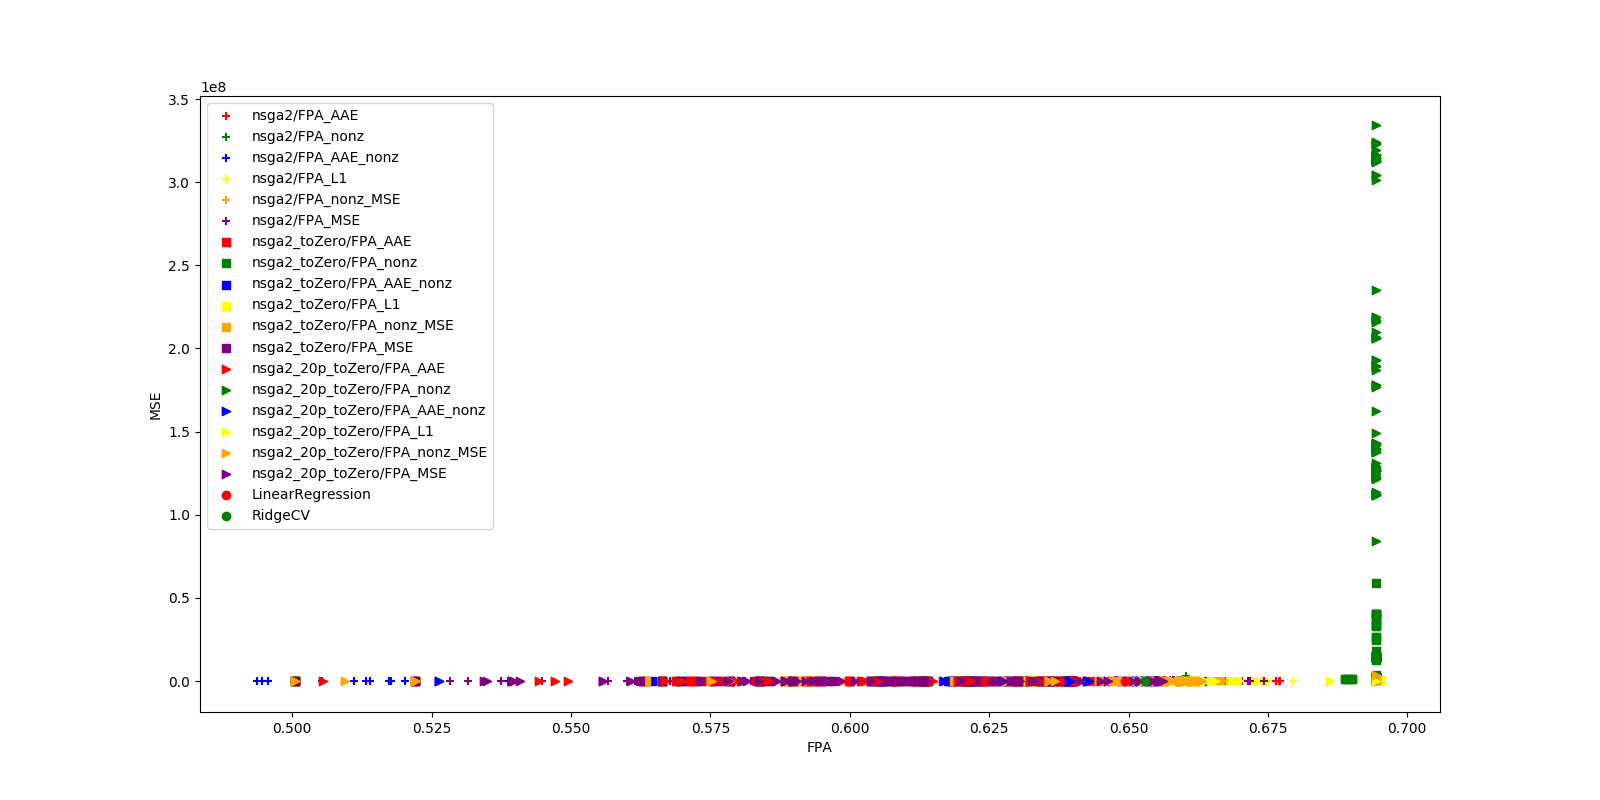 1e8
3.5
3.0
2.5
2.0
1.5
1.0
0.5
0.0
MSE
nsga2/FPA_AAE
nsga2/FPA_nonz
nsga2/FPA_AAE_nonz
nsga2/FPA_L1
nsga2/FPA_nonz_MSE
nsga2/FPA_MSE
nsga2_toZero/FPA_AAE
nsga2_toZero/FPA_nonz
nsga2_toZero/FPA_AAE_nonz
nsga2_toZero/FPA_L1
nsga2_toZero/FPA_nonz_MSE
nsga2_toZero/FPA_MSE
nsga2_20p_toZero/FPA_AAE
nsga2_20p_toZero/FPA_nonz
nsga2_20p_toZero/FPA_AAE_nonz
nsga2_20p_toZero/FPA_L1
nsga2_20p_toZero/FPA_nonz_MSE
nsga2_20p_toZero/FPA_MSE
LinearRegression
RidgeCV
0.500 0.525 0.550 0.575 0.600 0.625 0.650 0.675 0.700
FPA